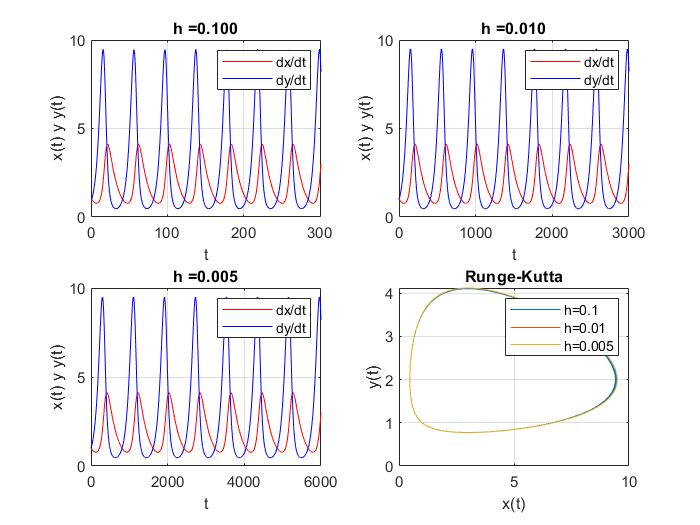 h =0.100
10
5
0
x(t) y y(t)
dx/dt
dy/dt
0 100 200 300
t
h =0.010
10
5
0
x(t) y y(t)
dx/dt
dy/dt
0 1000 2000 3000
t
h =0.005
10
5
0
x(t) y y(t)
dx/dt
dy/dt
0 2000 4000 6000
t
Runge-Kutta
4
3
2
1
0
y(t)
h=0.1
h=0.01
h=0.005
0 5 10
x(t)